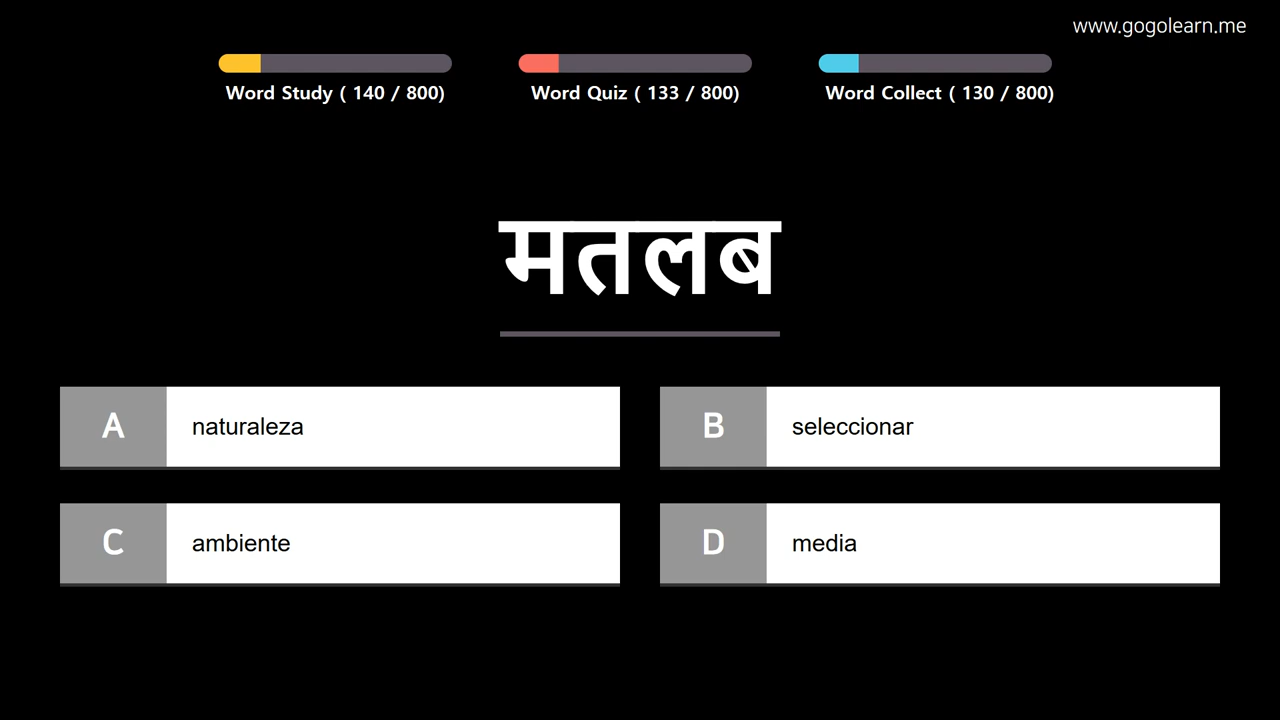 www.gogolearn.me
Word Study ( 140 / 800)
Word Quiz ( 133 / 800)
Word Collect ( 130 / 800)
मतलब
A naturaleza
B seleccionar
C ambiente
D media